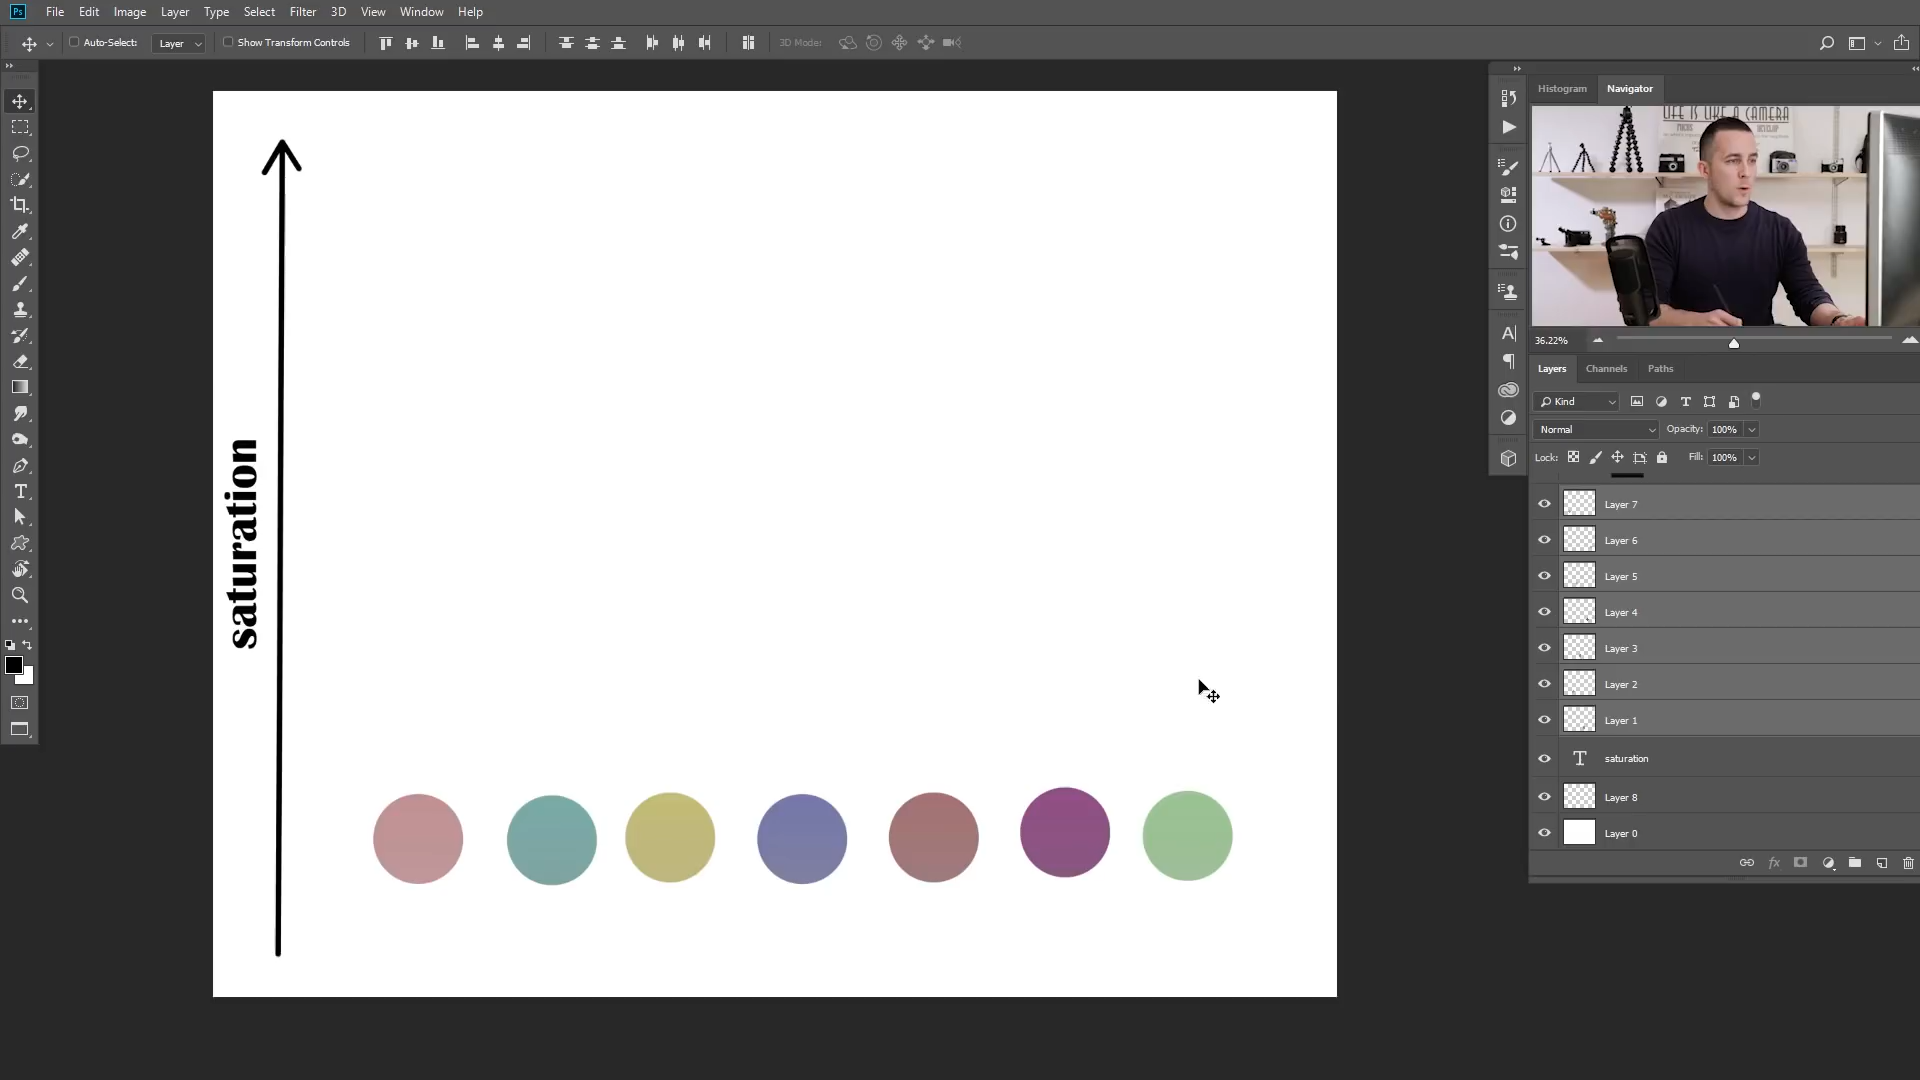 Ps File Edit Image Layer Type Select Filter 3D View Window Help
Auto-Select: Layer Show Transform Controls 3D Mode:
Histogram Navigator
LIFE IS LIKE A CAMERA
FOCUS DEVELOP
36.22%
Layers Channels Paths
Kind
Normal Opacity: 100%
Lock: Fill: 100%
Layer 7
Layer 6
Layer 5
Layer 4
Layer 3
Layer 2
Layer 1
saturation
Layer 8
Layer 0
saturation